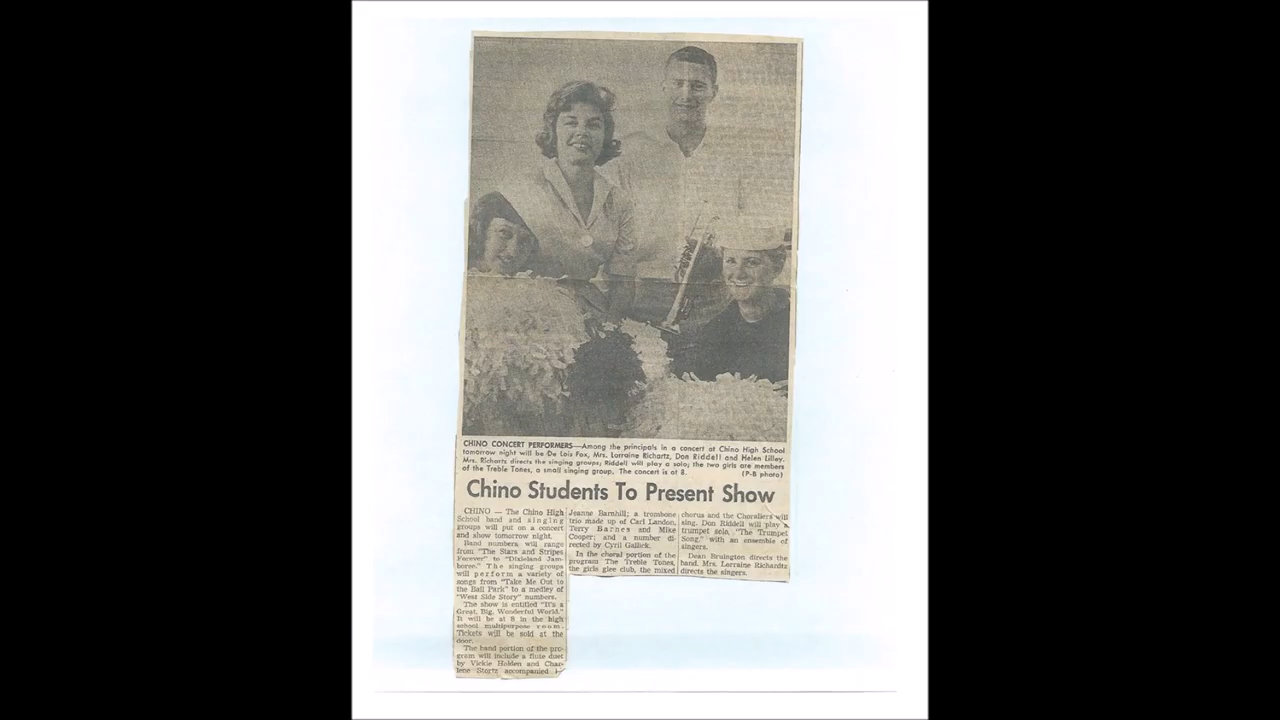 CHINO CONCERT PERFORMERS—Among the principals in a concert at Chino High School
tomorrow night will be De Lois Fox, Mrs. Lorraine Richartz, Don Riddell and Helen Lilley.
Mrs. Richartz directs the singing groups; Riddell will play a solo; the two girls are members
of the Treble Tones, a small singing group. The concert is at 8. (P-B photo)
Chino Students To Present Show
CHINO — The Chino High
School band and singing
groups will put on a concert
and show tomorrow night.
Band numbers will range
from "The Stars and Stripes
Forever" to "Dixieland Jam-
boree." The singing groups
will perform a variety of
songs from "Take Me Out to
the Ball Park" to a medley of
"West Side Story" numbers.
The show is entitled "It's a
Great, Big, Wonderful World."
It will be at 8 in the high
school multipurpose room.
Tickets will be sold at the
door.
The band portion of the pro-
gram will include a flute duet
by Vickie Holden and Char-
lene Stortz accompanied
Jeanne Barnhill; a trombone
trio made up of Carl Landon,
Terry Barnes and Mike
Cooper; and a number di-
rected by Cyril Gallick.
In the choral portion of the
program The Treble Tones,
the girls glee club, the mixed
chorus and the Choraliers will
sing. Don Riddell will play
trumpet solo, "The Trumpet
Song," with an ensemble of
singers.
Dean Bruington directs the
band. Mrs. Lorraine Richardtz
directs the singers.